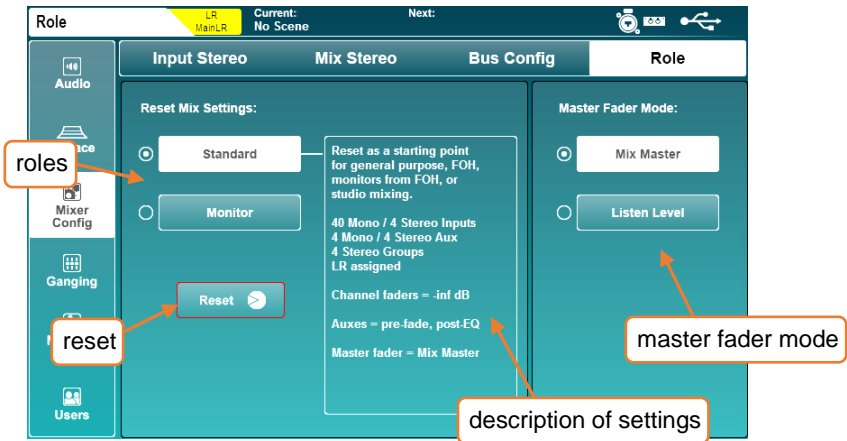 Role
LR
MainLR
Current:
No Scene
Next:
Audio
Input Stereo
Mix Stereo
Bus Config
Role
Reset Mix Settings:
Master Fader Mode:
roles
Standard
Monitor
Reset
Reset as a starting point
for general purpose, FOH,
monitors from FOH, or
studio mixing.
40 Mono / 4 Stereo Inputs
4 Mono / 4 Stereo Aux
4 Stereo Groups
LR assigned
Channel faders = -inf dB
Auxes = pre-fade, post-EQ
Master fader = Mix Master
Mix Master
Listen Level
Mixer
Config
Ganging
reset
master fader mode
Users
description of settings